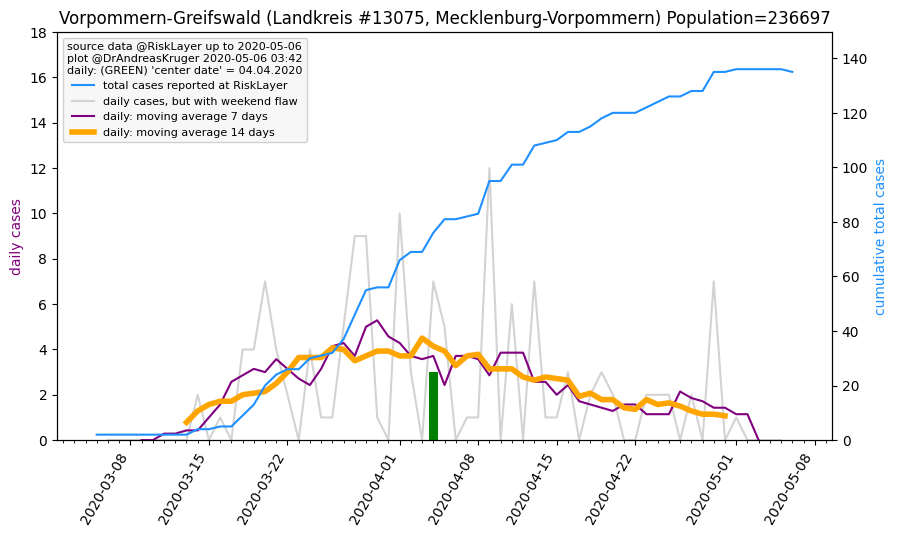 Vorpommern-Greifswald (Landkreis #13075, Mecklenburg-Vorpommern) Population=236697
source data @RiskLayer up to 2020-05-06
plot @DrAndreasKruger 2020-05-06 03:42
daily: (GREEN) 'center date' = 04.04.2020
total cases reported at RiskLayer
daily cases, but with weekend flaw
daily: moving average 7 days
daily: moving average 14 days
daily cases
18
16
14
12
10
8
6
4
2
0
140
120
100
80
60
40
20
0
cumulative total cases
2020-03-08
2020-03-15
2020-03-22
2020-04-01
2020-04-08
2020-04-15
2020-04-22
2020-05-01
2020-05-08